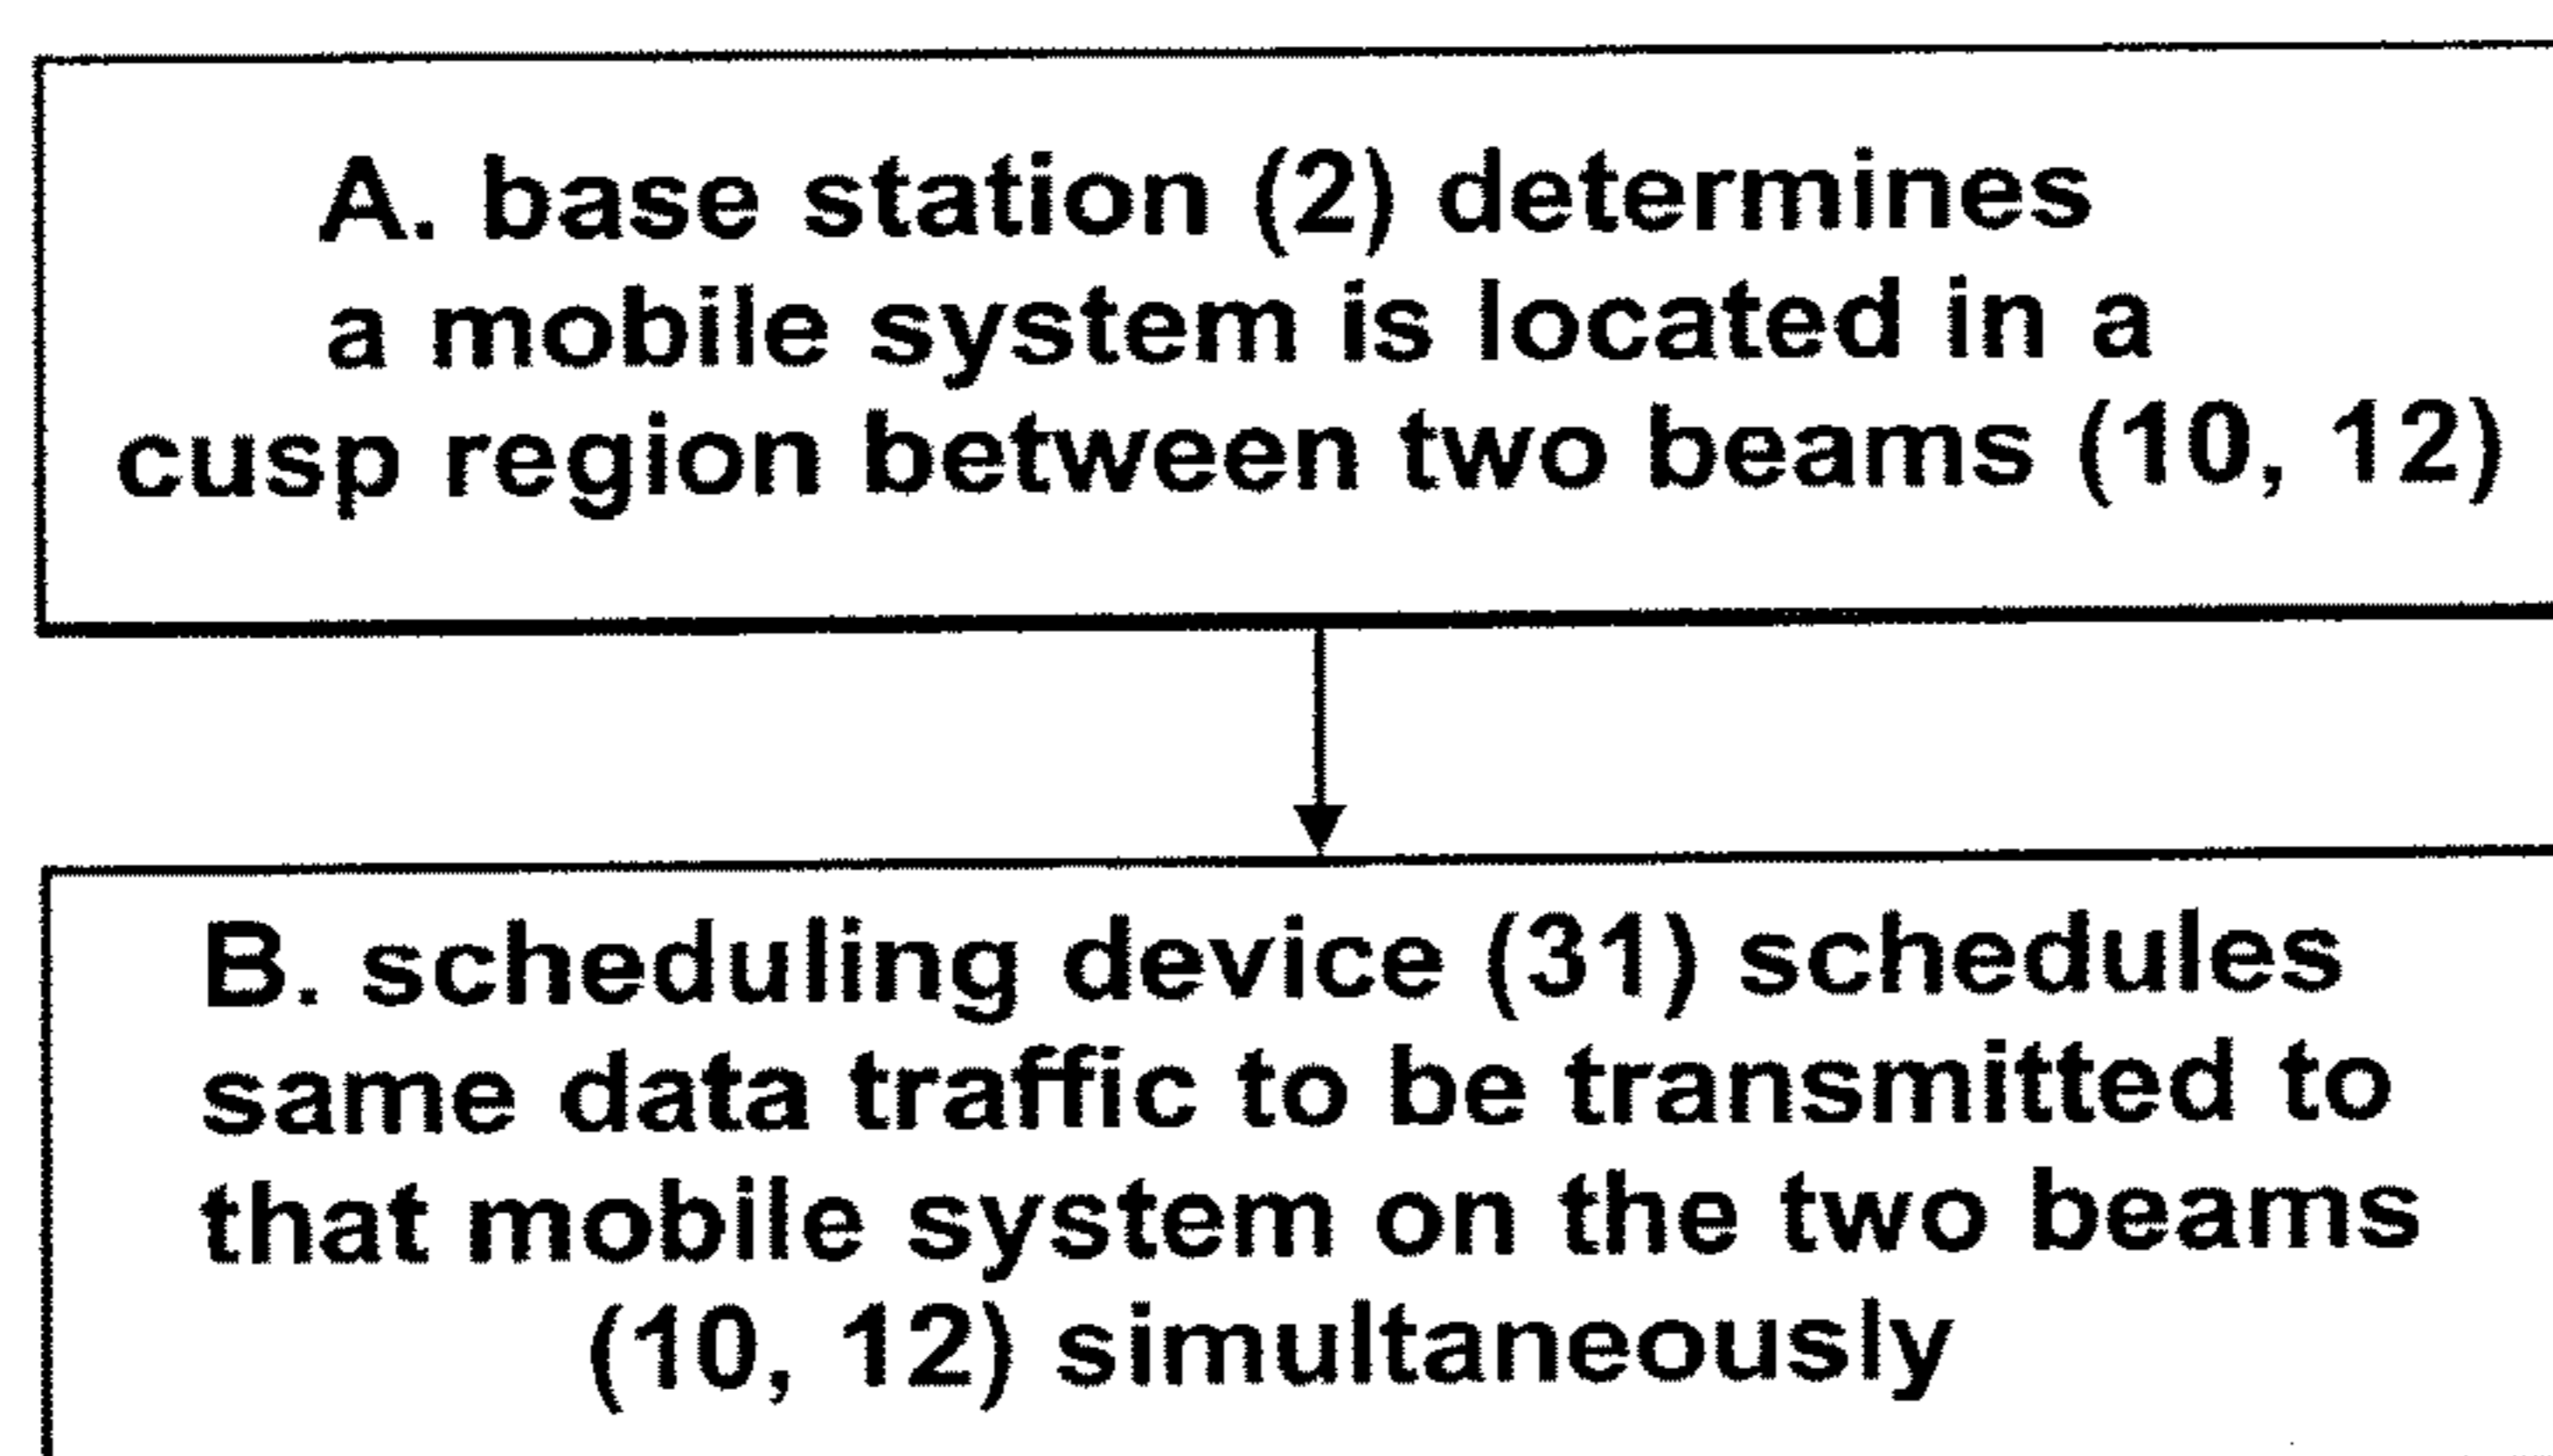 A. base station (2) determines
a mobile system is located in a
cusp region between two beams (10, 12)
B. scheduling device (31) schedules
same data traffic to be transmitted to
that mobile system on the two beams
(10, 12) simultaneously